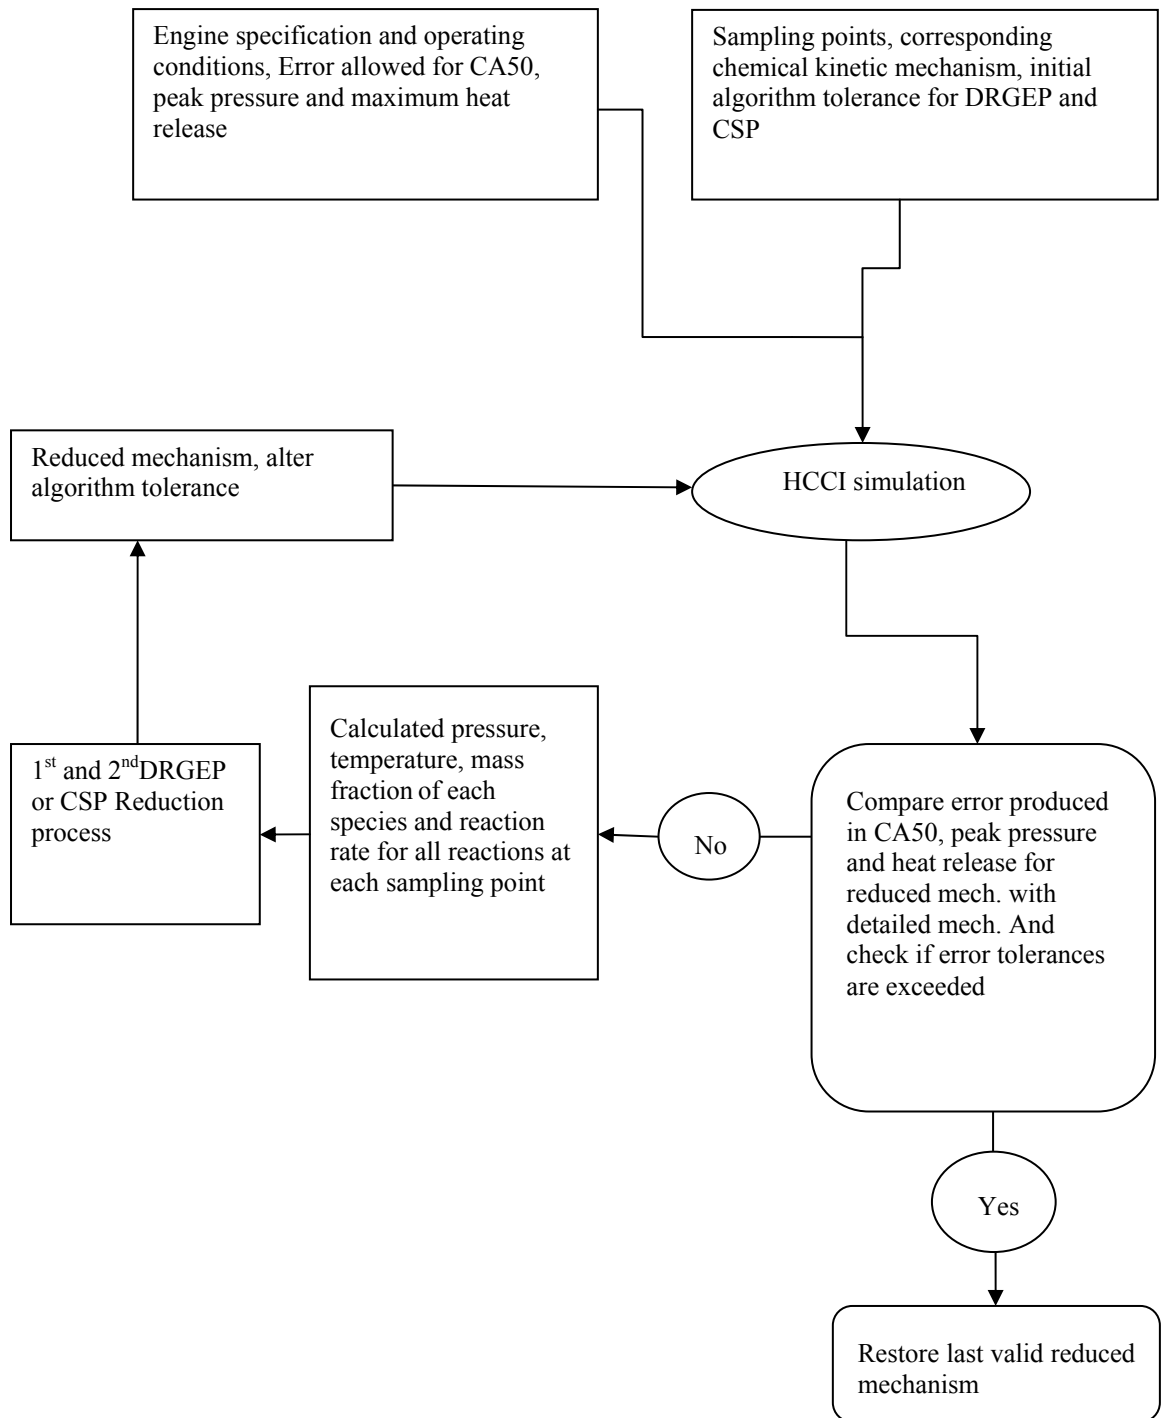 Engine specification and operating
conditions, Error allowed for CA50,
peak pressure and maximum heat
release
Sampling points, corresponding
chemical kinetic mechanism, initial
algorithm tolerance for DRGEP and
CSP
Reduced mechanism, alter
algorithm tolerance
HCCI simulation
1st and 2ndDRGEP
or CSP Reduction
process
Calculated pressure,
temperature, mass
fraction of each
species and reaction
rate for all reactions at
each sampling point
No
Compare error produced
in CA50, peak pressure
and heat release for
reduced mech. with
detailed mech. And
check if error tolerances
are exceeded
Yes
Restore last valid reduced
mechanism